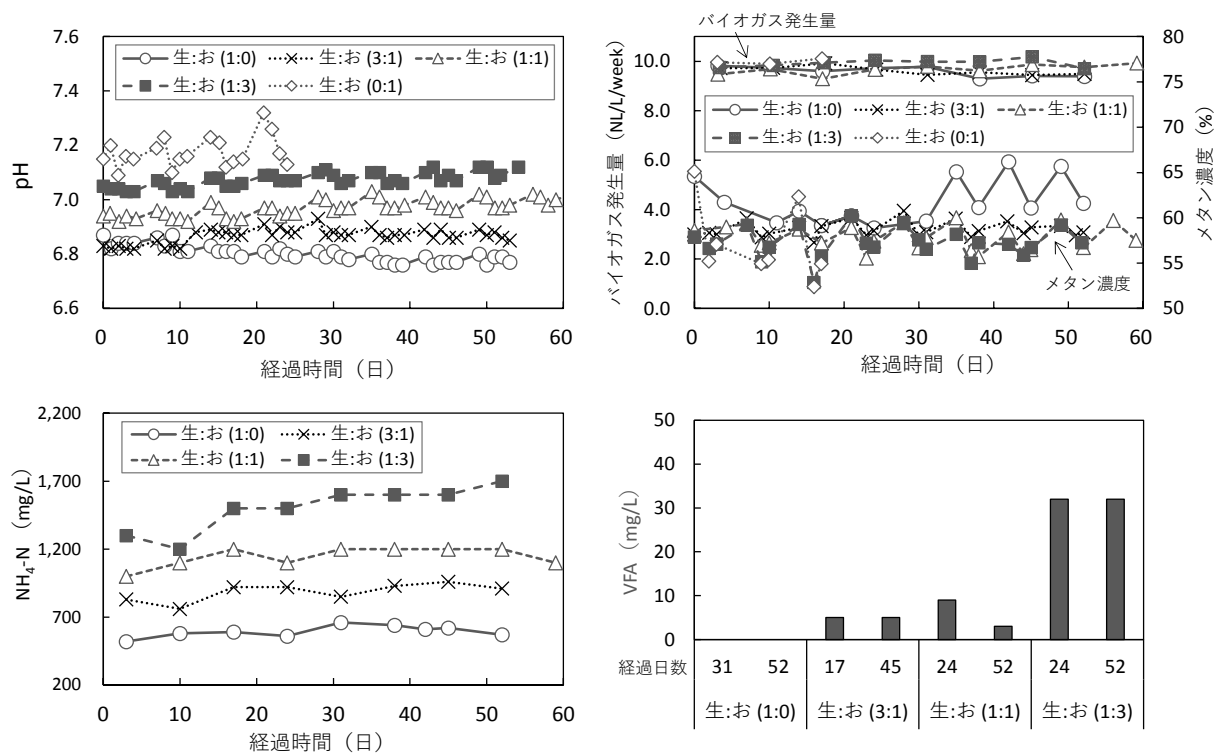 7.6
7.4
7.2
7.0
6.8
6.6
pH
生:お (1:0)
生:お (3:1)
生:お (1:1)
生:お (1:3)
生:お (0:1)
0
10
20
30
40
50
60
経過時間（日）
バイオガス発生量
10.0
8.0
6.0
4.0
2.0
0.0
バイオガス発生量（NL/L/week）
生:お (1:0)
生:お (3:1)
生:お (1:1)
生:お (1:3)
生:お (0:1)
80
75
70
65
60
55
50
メタン濃度（%）
メタン濃度
0
10
20
30
40
50
60
経過時間（日）
2,200
1,700
1,200
700
200
NH₄-N（mg/L）
生:お (1:0)
生:お (3:1)
生:お (1:1)
生:お (1:3)
0
10
20
30
40
50
60
経過時間（日）
50
40
30
20
10
0
VFA（mg/L）
経過日数
31
52
17
45
24
52
24
52
生:お (1:0)
生:お (3:1)
生:お (1:1)
生:お (1:3)